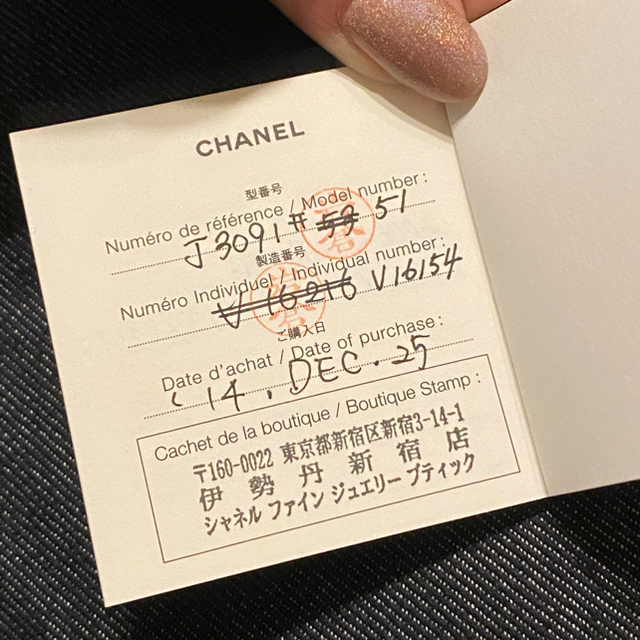 CHANEL
型番号
Numéro de référence / Model number :
J3091 # 53 51
製造番号
Numéro Individuel / Individual number :
V16216 V16154
ご購入日
Date d'achat / Date of purchase :
'14. DEC. 25
Cachet de la boutique / Boutique Stamp :
〒160-0022 東京都新宿区新宿3-14-1
伊勢丹新宿店
シャネル ファイン ジュエリー ブティック